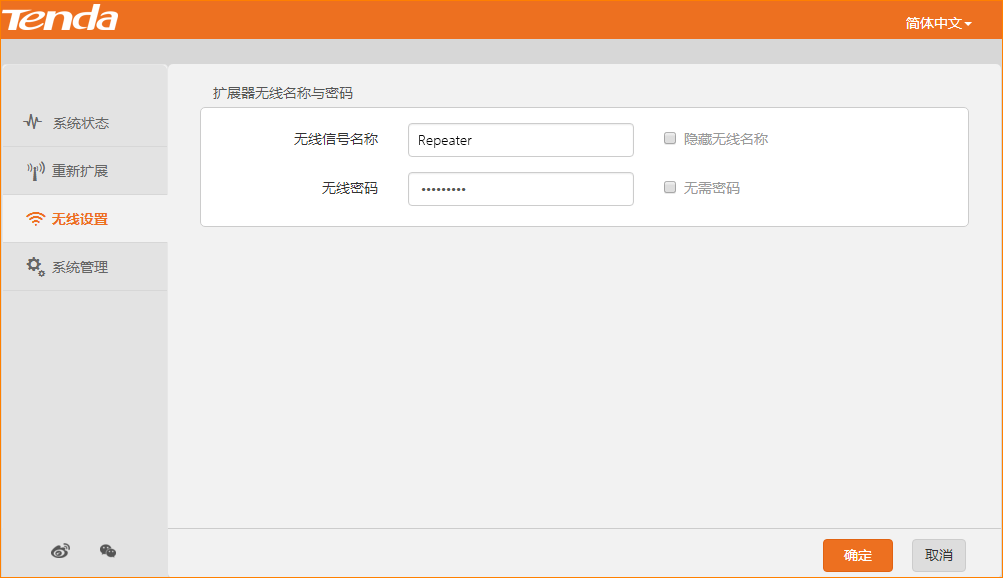 Tenda
简体中文
系统状态
重新扩展
无线设置
系统管理
扩展器无线名称与密码
无线信号名称 Repeater 隐藏无线名称
无线密码 ••••••••• 无需密码
确定 取消